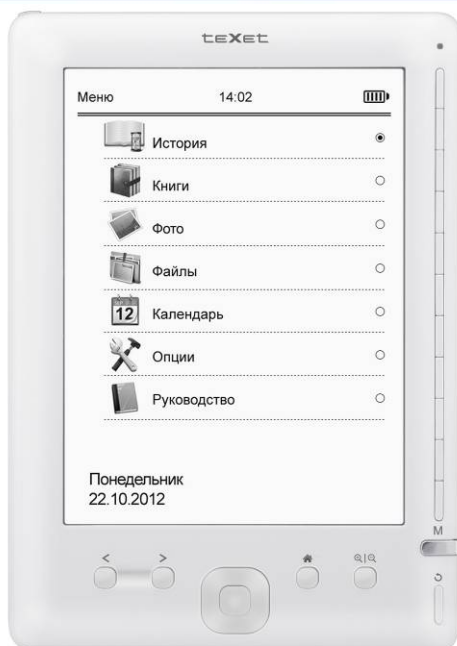 teXet
Меню 14:02
История
Книги
Фото
Файлы
12 Календарь
Опции
Руководство
Понедельник
22.10.2012
< >
M